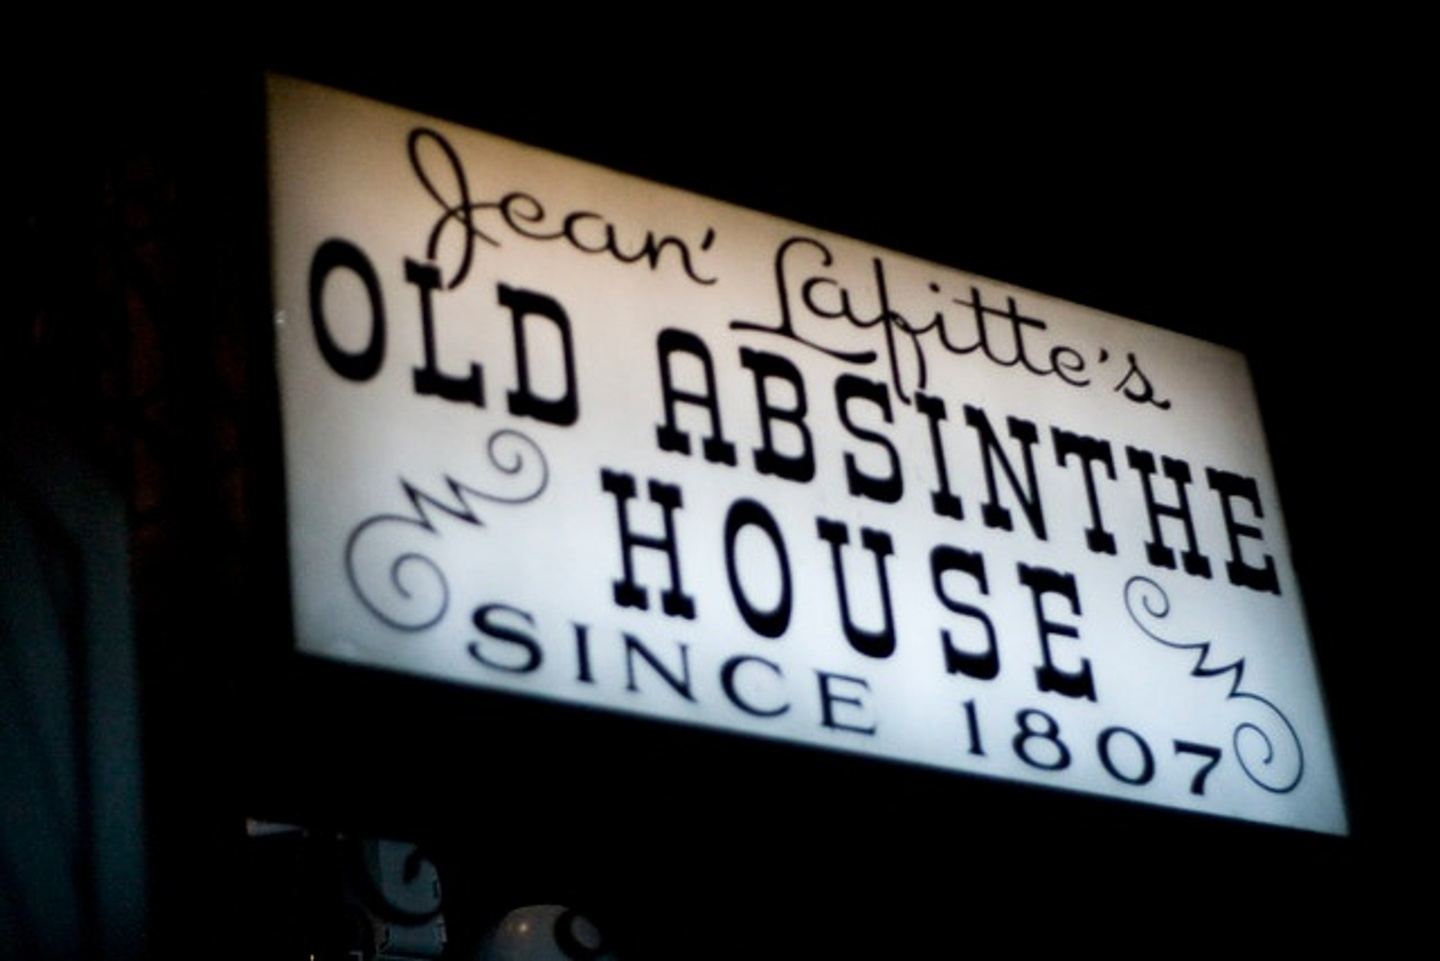 Jean' Lafitte's
OLD ABSINTHE
HOUSE
SINCE 1807